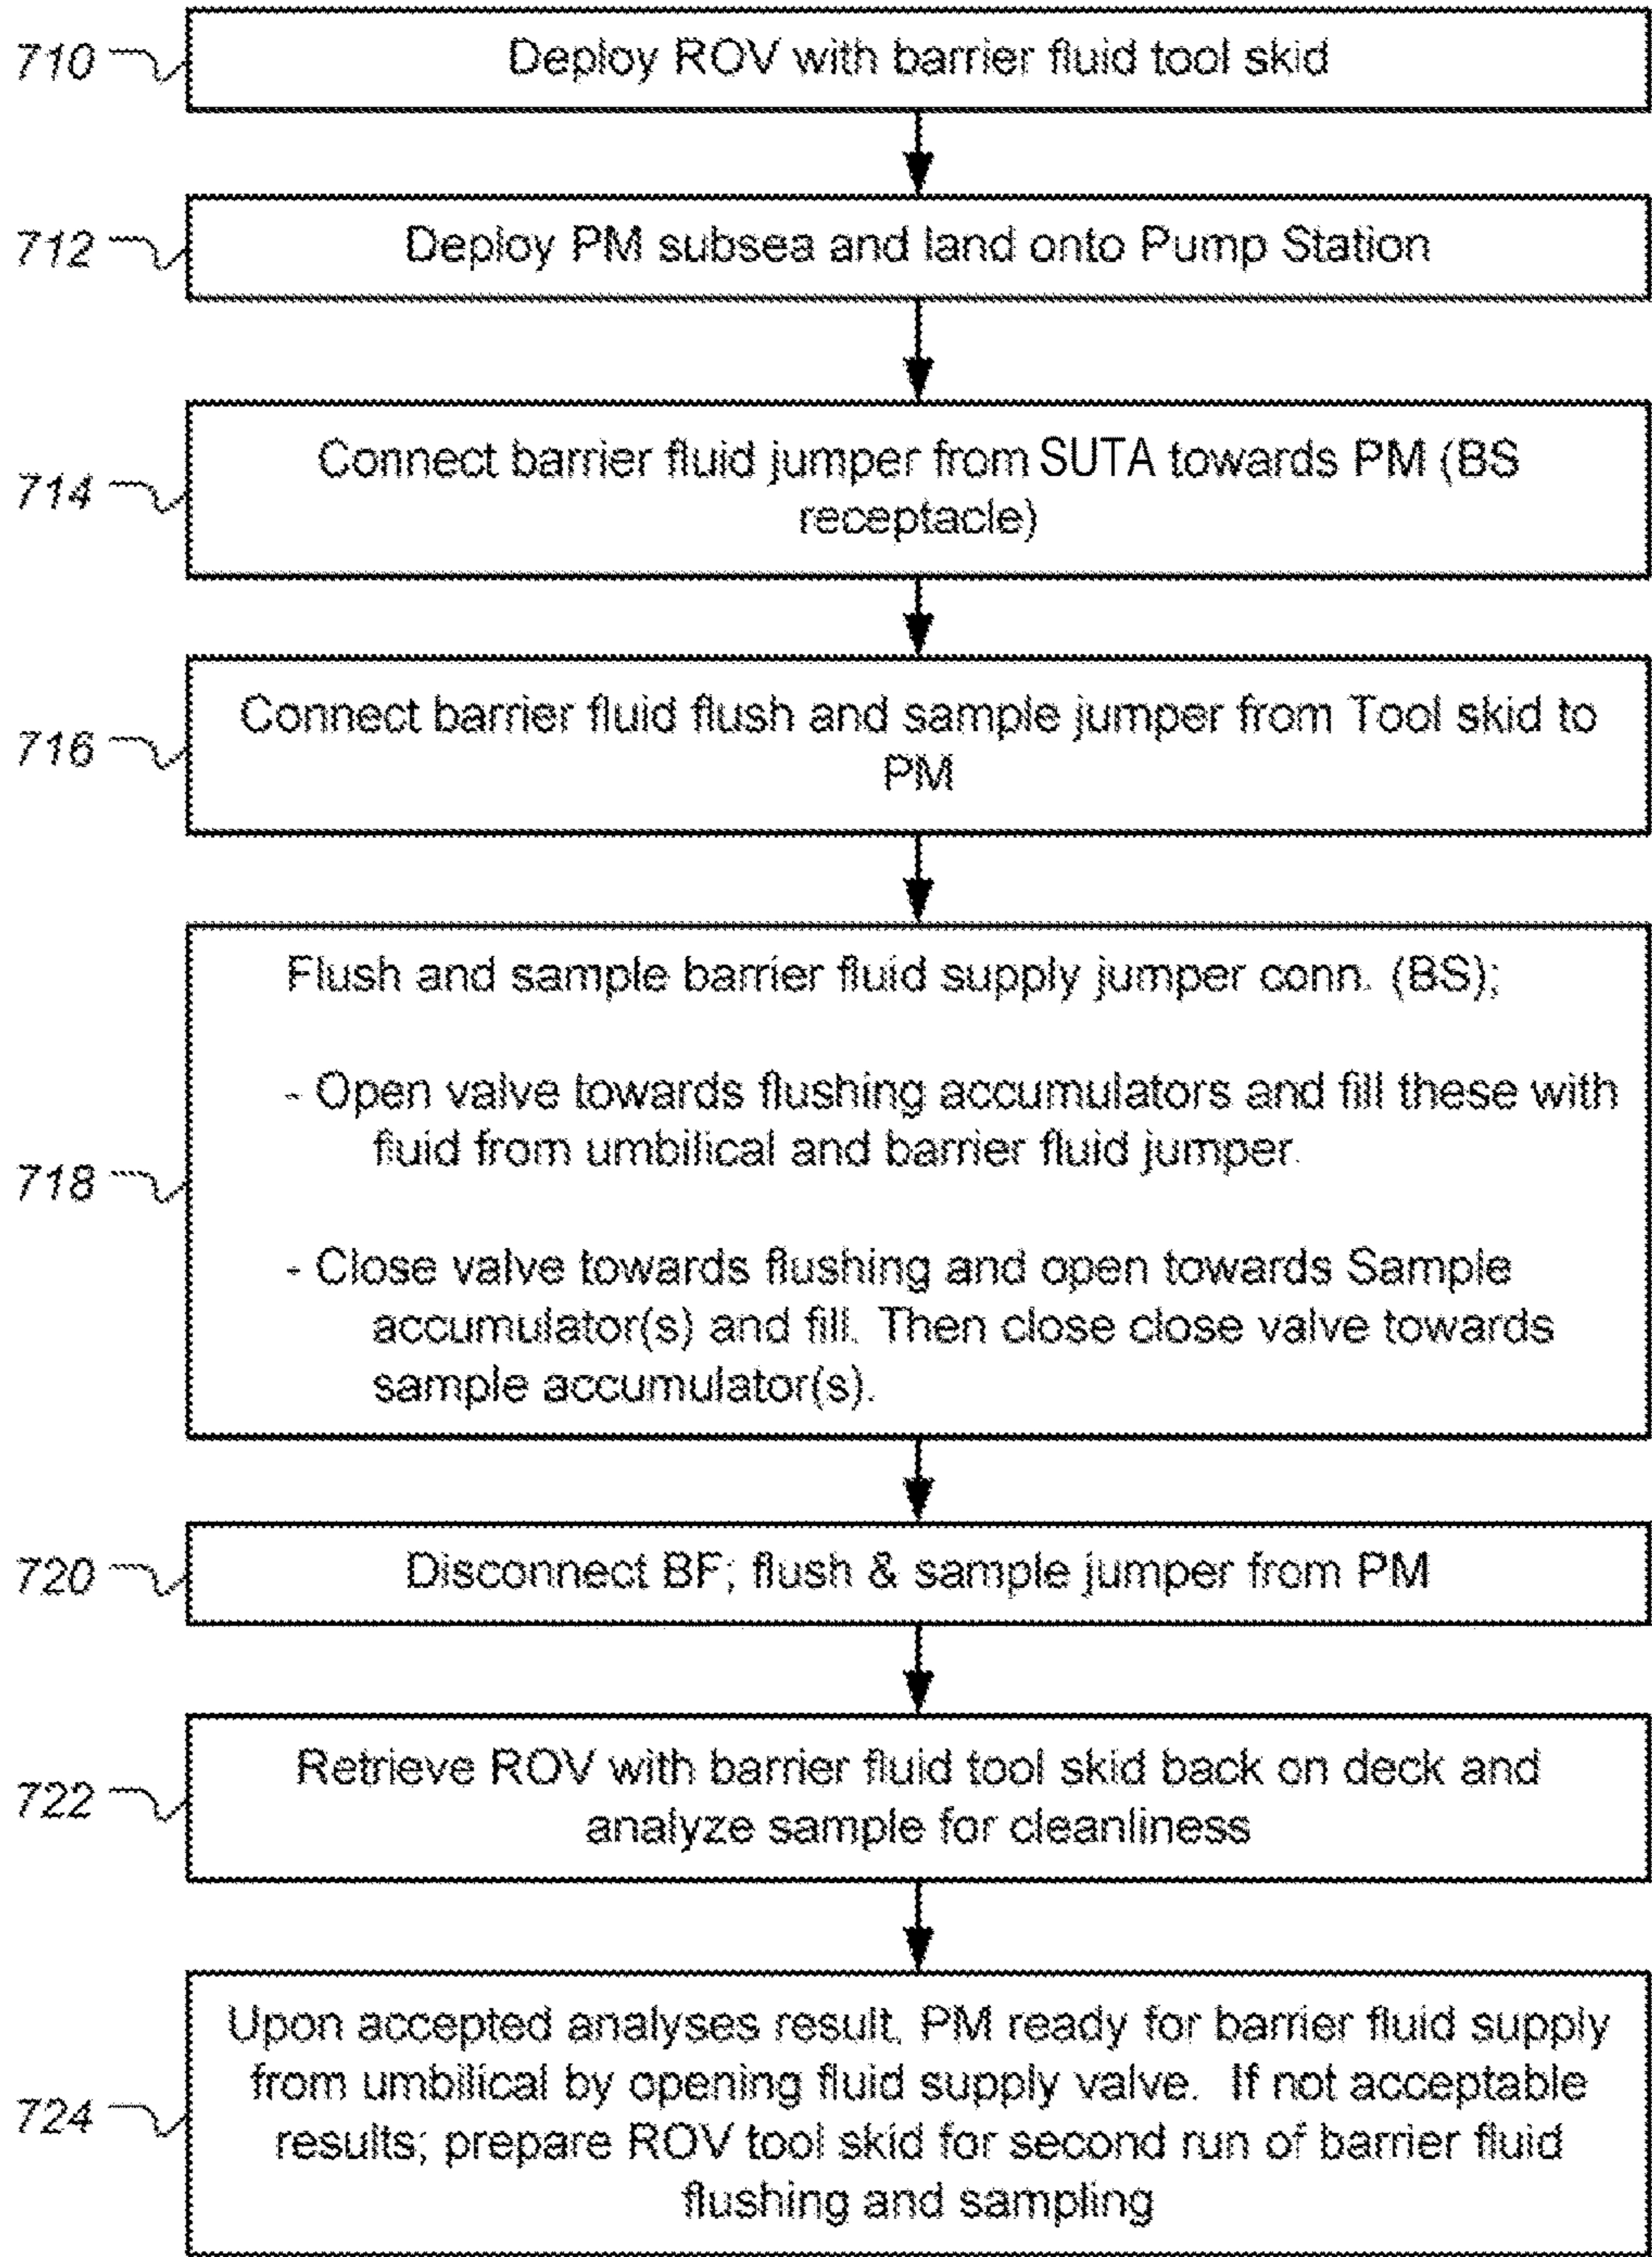 710
Deploy ROV with barrier fluid tool skid
712
Deploy PM subsea and land onto Pump Station
714
Connect barrier fluid jumper from SUTA towards PM (BS
receptacle)
716
Connect barrier fluid flush and sample jumper from Tool skid to
PM
718
Flush and sample barrier fluid supply jumper conn. (BS);
- Open valve towards flushing accumulators and fill these with
fluid from umbilical and barrier fluid jumper.
- Close valve towards flushing and open towards Sample
accumulator(s) and fill. Then close close valve towards
sample accumulator(s).
720
Disconnect BF; flush & sample jumper from PM
722
Retrieve ROV with barrier fluid tool skid back on deck and
analyze sample for cleanliness
724
Upon accepted analyses result, PM ready for barrier fluid supply
from umbilical by opening fluid supply valve. If not acceptable
results; prepare ROV tool skid for second run of barrier fluid
flushing and sampling